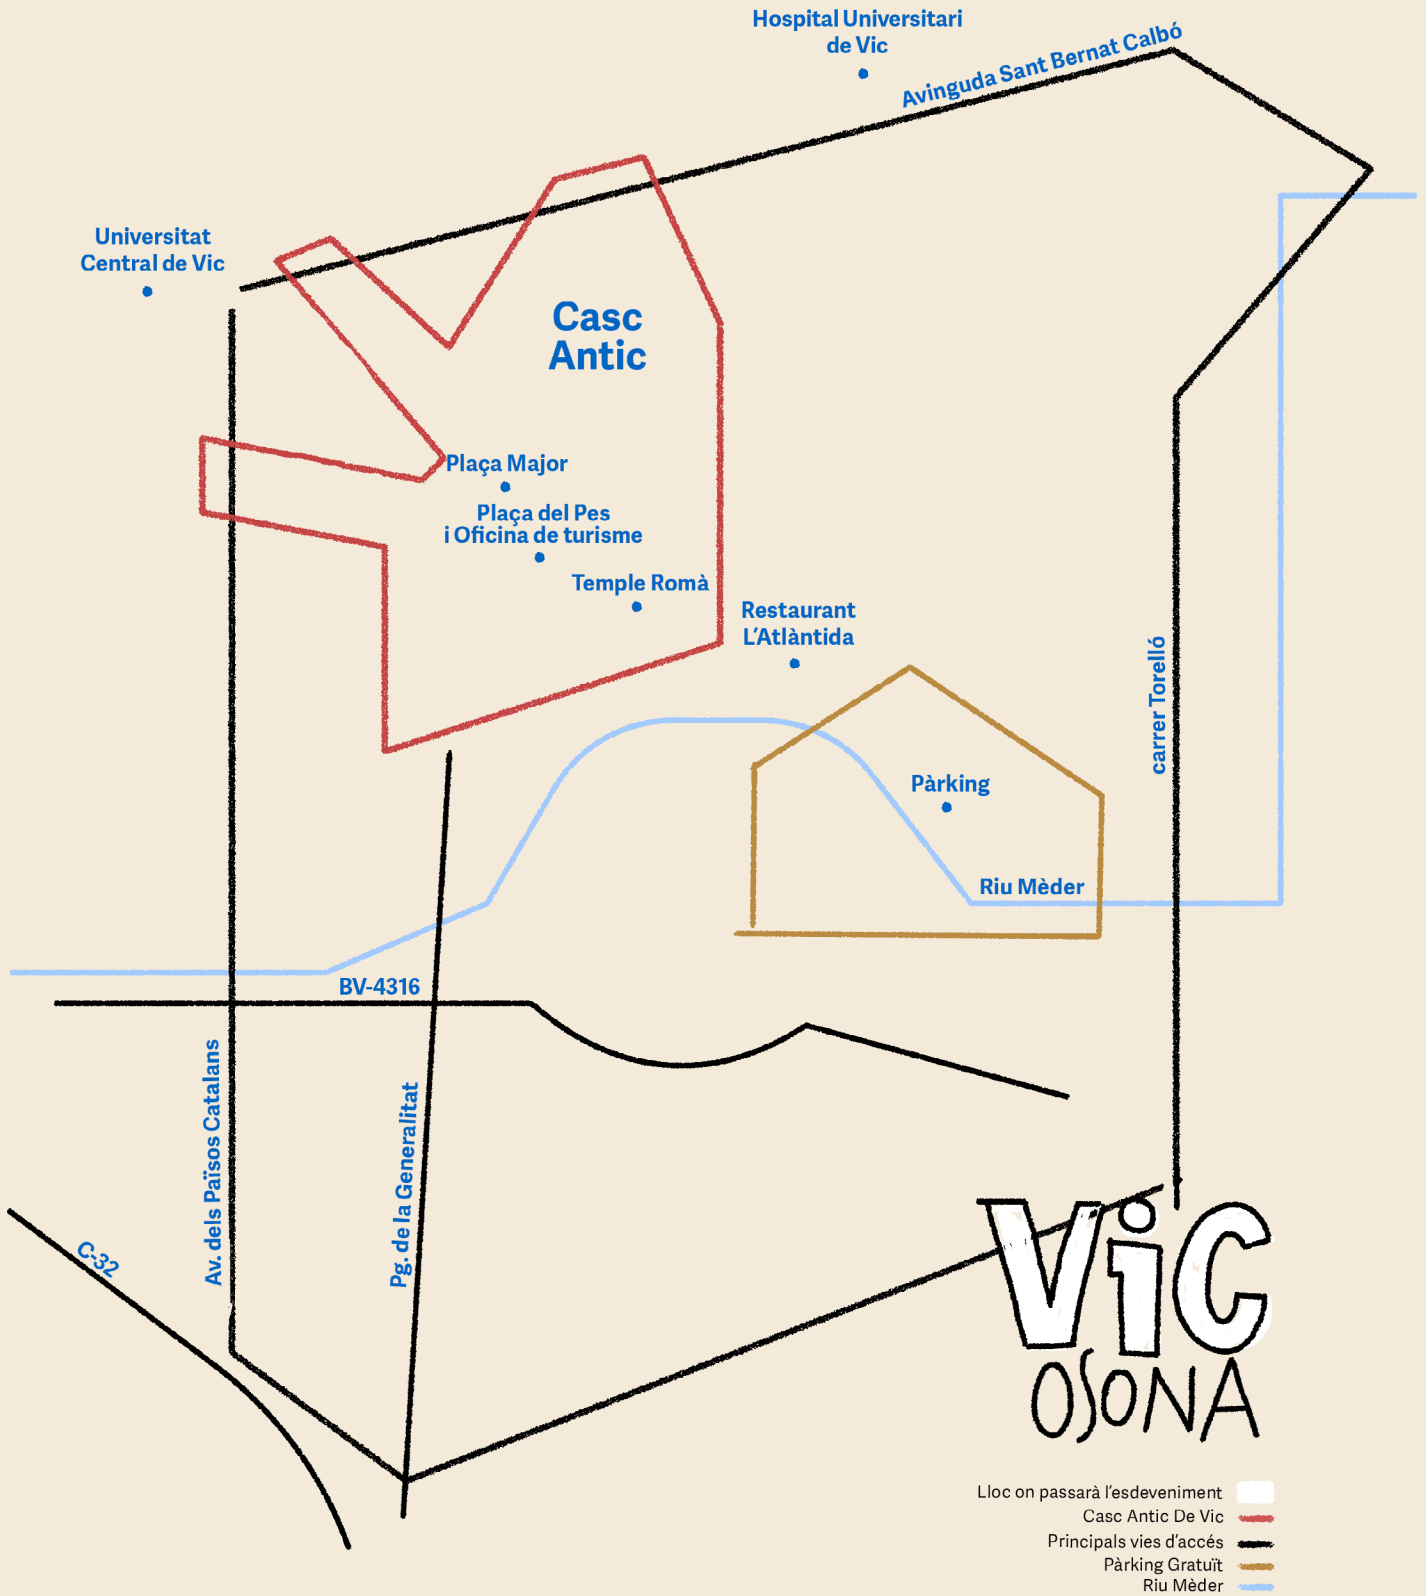 Hospital Universitari
de Vic
Avinguda Sant Bernat Calbó
Universitat
Central de Vic
Casc
Antic
Plaça Major
Plaça del Pes
i Oficina de turisme
Temple Romà
Restaurant
L'Atlàntida
carrer Torelló
Pàrking
Riu Mèder
BV-4316
Av. dels Països Catalans
Pg. de la Generalitat
C-32
ViC
OSONA
Lloc on passarà l'esdeveniment
Casc Antic De Vic
Principals vies d'accés
Pàrking Gratuït
Riu Mèder